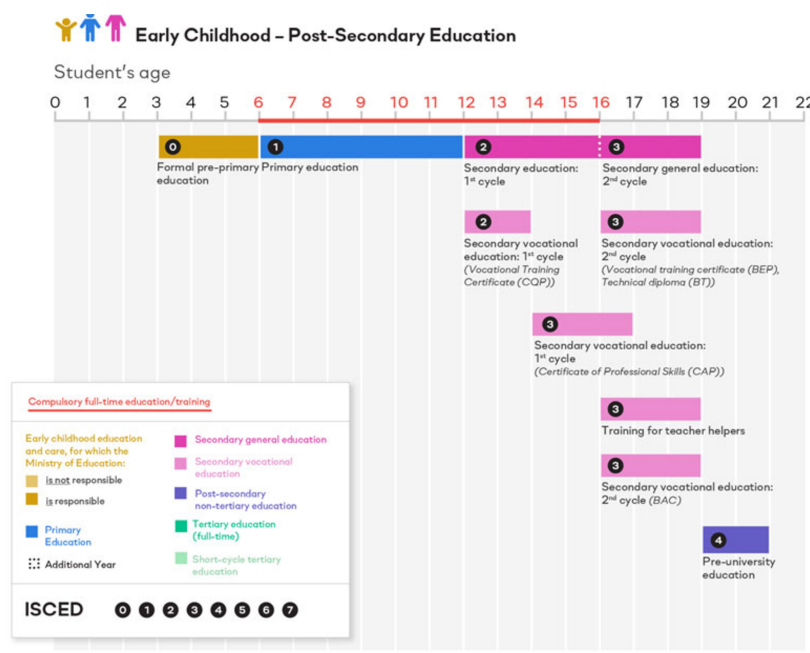 Early Childhood – Post-Secondary Education
Student's age
0 1 2 3 4 5 6 7 8 9 10 11 12 13 14 15 16 17 18 19 20 21 22
0 1 2 3
Formal pre-primary education
Primary education
Secondary education:
1st cycle
Secondary general education:
2nd cycle
2 3
Secondary vocational
education: 1st cycle
(Vocational Training
Certificate (CQP))
Secondary vocational education:
2nd cycle
(Vocational training certificate (BEP),
Technical diploma (BT))
3
Secondary vocational education:
1st cycle
(Certificate of Professional Skills (CAP))
3
Training for teacher helpers
3
Secondary vocational education:
2nd cycle (BAC)
4
Pre-university
education
Compulsory full-time education/training
Early childhood education
and care, for which the
Ministry of Education:
is not responsible
is responsible
Primary
Education
Additional Year
Secondary general education
Secondary vocational
education
Post-secondary
non-tertiary education
Tertiary education
(full-time)
Short-cycle tertiary
education
ISCED 0 1 2 3 4 5 6 7